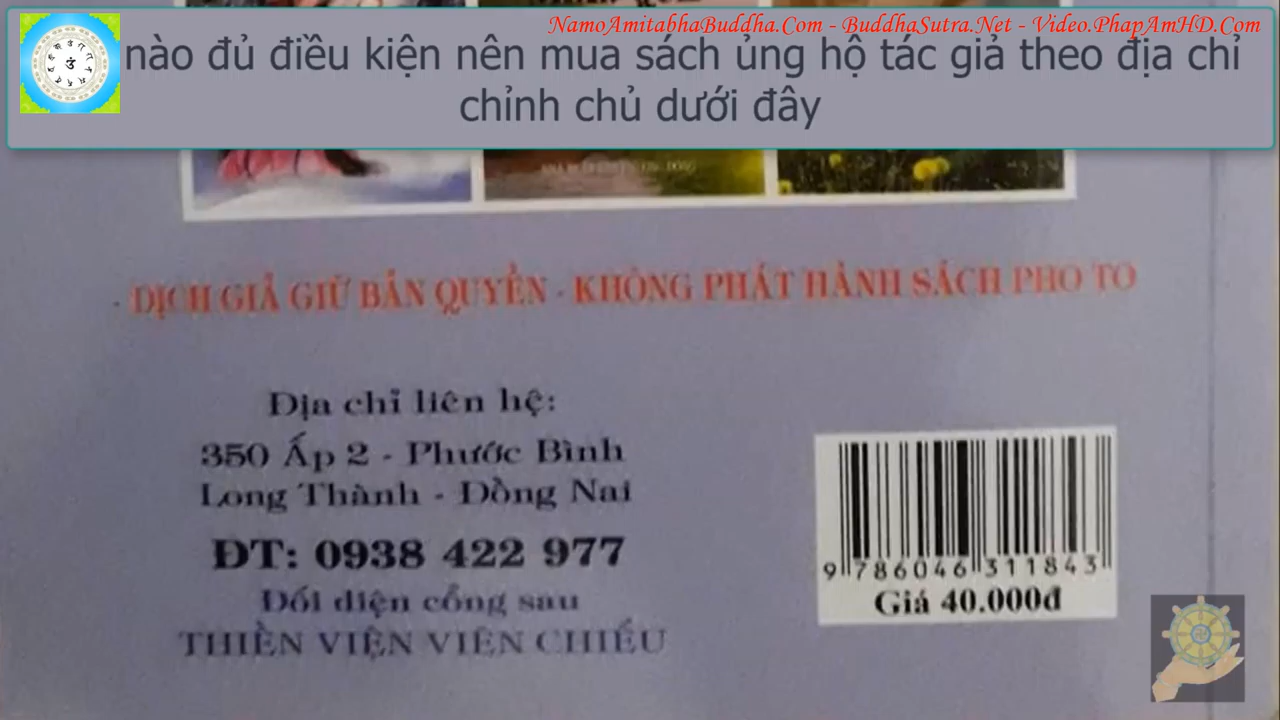 NamoAmitabhaBuddha.Com - BuddhaSutra.Net - Video.PhapAmHD.Com
nào đủ điều kiện nên mua sách ủng hộ tác giả theo địa chỉ
chỉnh chủ dưới đây
- DỊCH GIẢ GIỮ BẢN QUYỀN - KHÔNG PHÁT HÀNH SÁCH PHO TO
Địa chỉ liên hệ:
350 Ấp 2 - Phước Bình
Long Thành - Đồng Nai
ĐT: 0938 422 977
Đối diện cổng sau
THIỀN VIỆN VIÊN CHIẾU
9 786046 311843
Giá 40.000đ